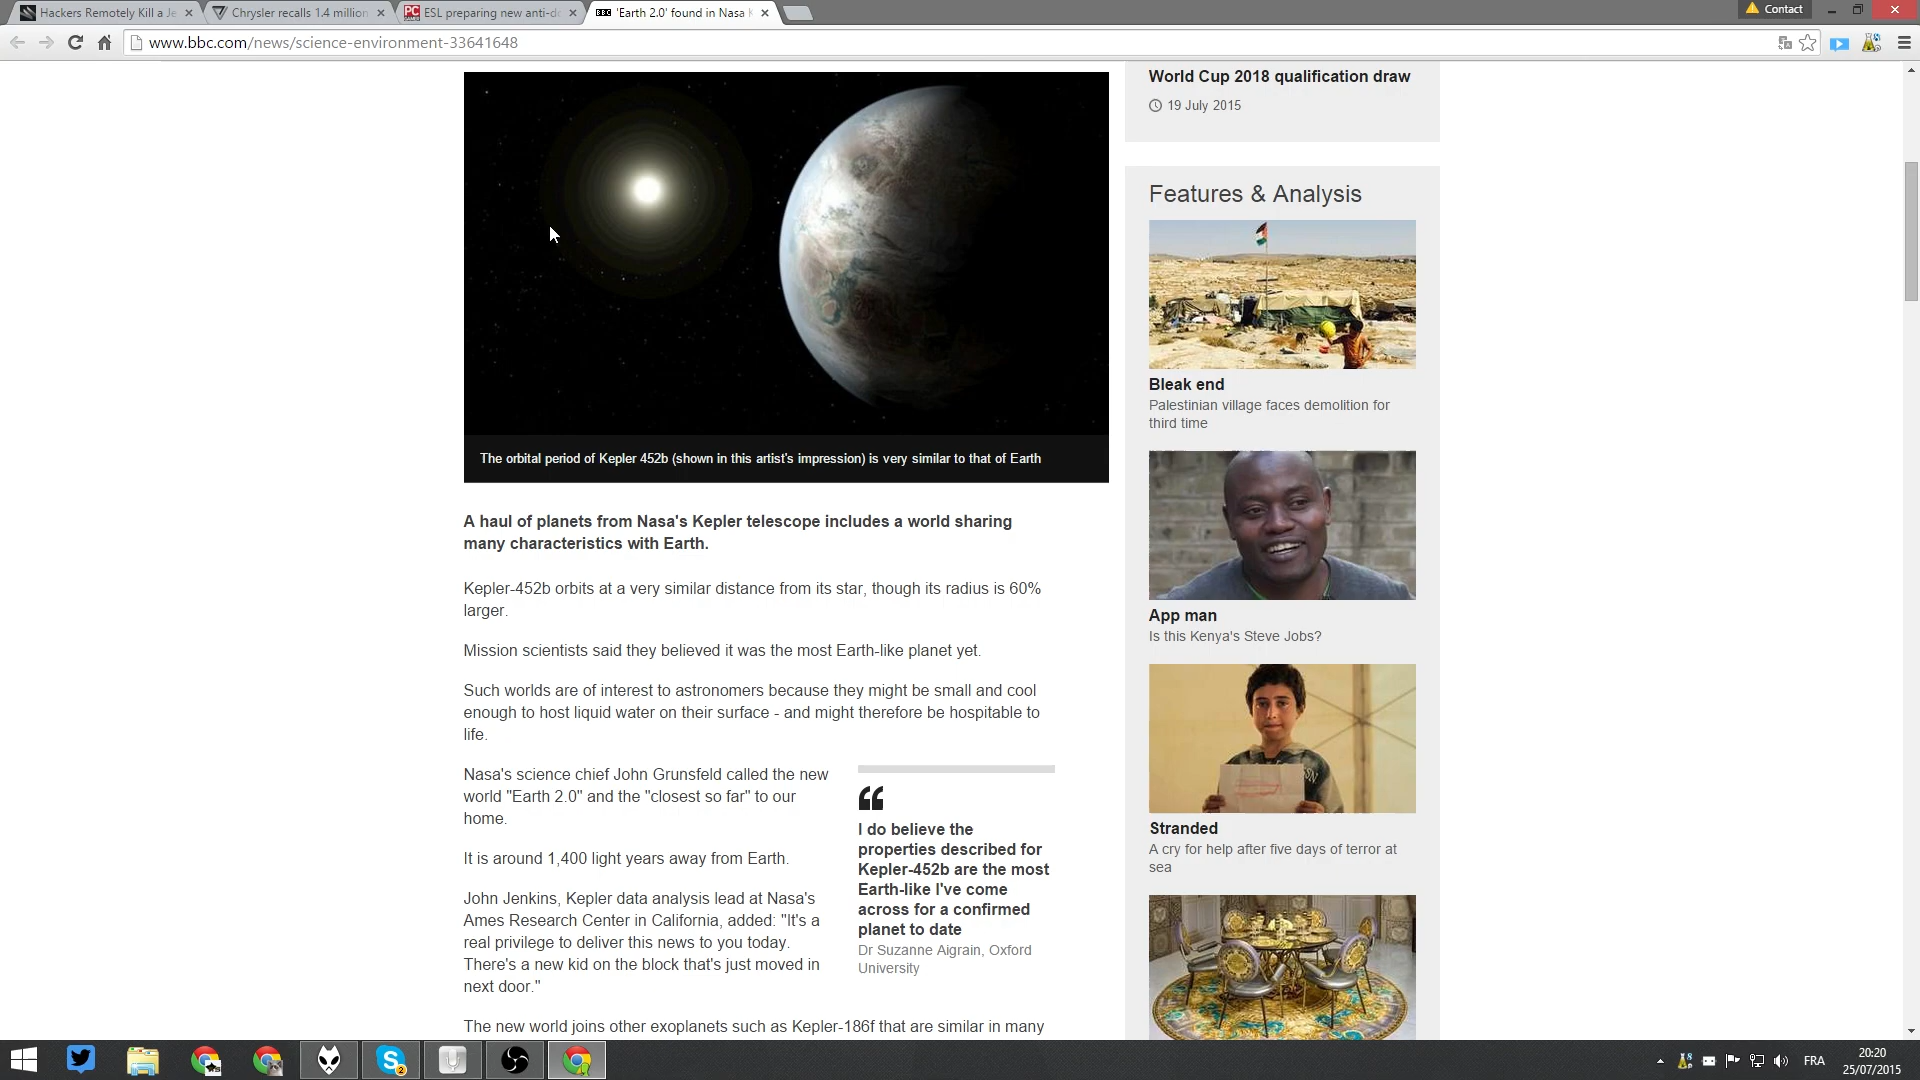 Hackers Remotely Kill a Je
Chrysler recalls 1.4 million
ESL preparing new anti-d
'Earth 2.0' found in Nasa K
Contact
www.bbc.com/news/science-environment-33641648
The orbital period of Kepler 452b (shown in this artist's impression) is very similar to that of Earth
A haul of planets from Nasa's Kepler telescope includes a world sharing
many characteristics with Earth.
Kepler-452b orbits at a very similar distance from its star, though its radius is 60%
larger.
Mission scientists said they believed it was the most Earth-like planet yet.
Such worlds are of interest to astronomers because they might be small and cool
enough to host liquid water on their surface - and might therefore be hospitable to
life.
Nasa's science chief John Grunsfeld called the new
world "Earth 2.0" and the "closest so far" to our
home.
It is around 1,400 light years away from Earth.
John Jenkins, Kepler data analysis lead at Nasa's
Ames Research Center in California, added: "It's a
real privilege to deliver this news to you today.
There's a new kid on the block that's just moved in
next door."
I do believe the
properties described for
Kepler-452b are the most
Earth-like I've come
across for a confirmed
planet to date
Dr Suzanne Aigrain, Oxford
University
The new world joins other exoplanets such as Kepler-186f that are similar in many
World Cup 2018 qualification draw
19 July 2015
Features & Analysis
Bleak end
Palestinian village faces demolition for
third time
App man
Is this Kenya's Steve Jobs?
Stranded
A cry for help after five days of terror at
sea
FRA
20:20
25/07/2015